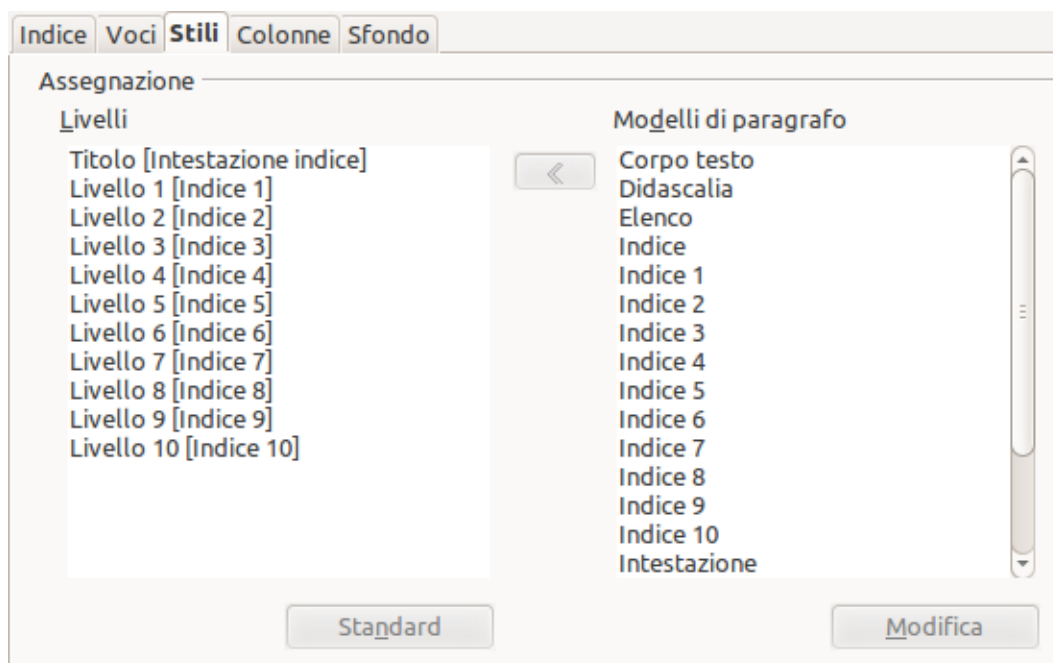 Indice Voci Stili Colonne Sfondo
Assegnazione
Livelli
Titolo [Intestazione indice]
Livello 1 [Indice 1]
Livello 2 [Indice 2]
Livello 3 [Indice 3]
Livello 4 [Indice 4]
Livello 5 [Indice 5]
Livello 6 [Indice 6]
Livello 7 [Indice 7]
Livello 8 [Indice 8]
Livello 9 [Indice 9]
Livello 10 [Indice 10]
Standard
Modelli di paragrafo
Corpo testo
Didascalia
Elenco
Indice
Indice 1
Indice 2
Indice 3
Indice 4
Indice 5
Indice 6
Indice 7
Indice 8
Indice 9
Indice 10
Intestazione
Modifica